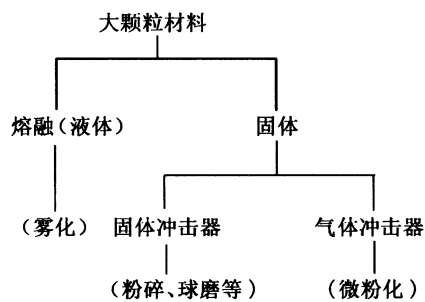 大颗粒材料
熔融（液体） 固体
（雾化） 固体冲击器 气体冲击器
（粉碎、球磨等） （微粉化）